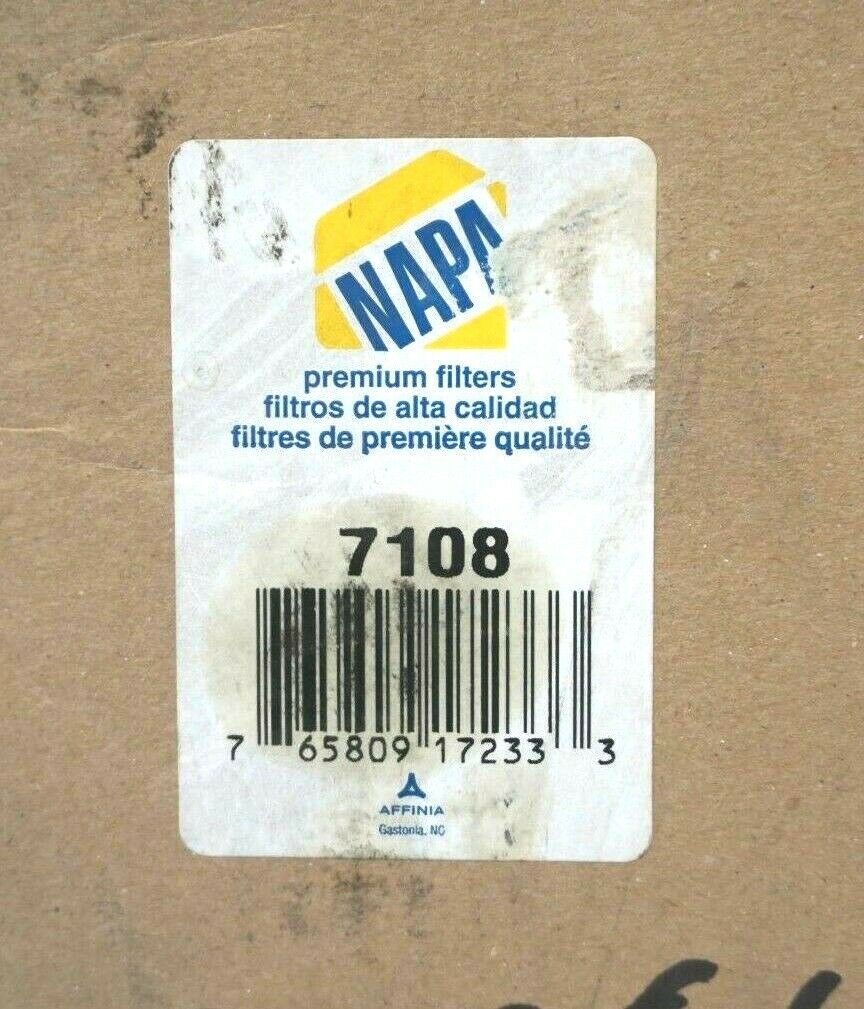 NAPA
premium filters
filtros de alta calidad
filtres de première qualité
7108
7 65809 17233 3
AFFINIA
Gastonia, NC